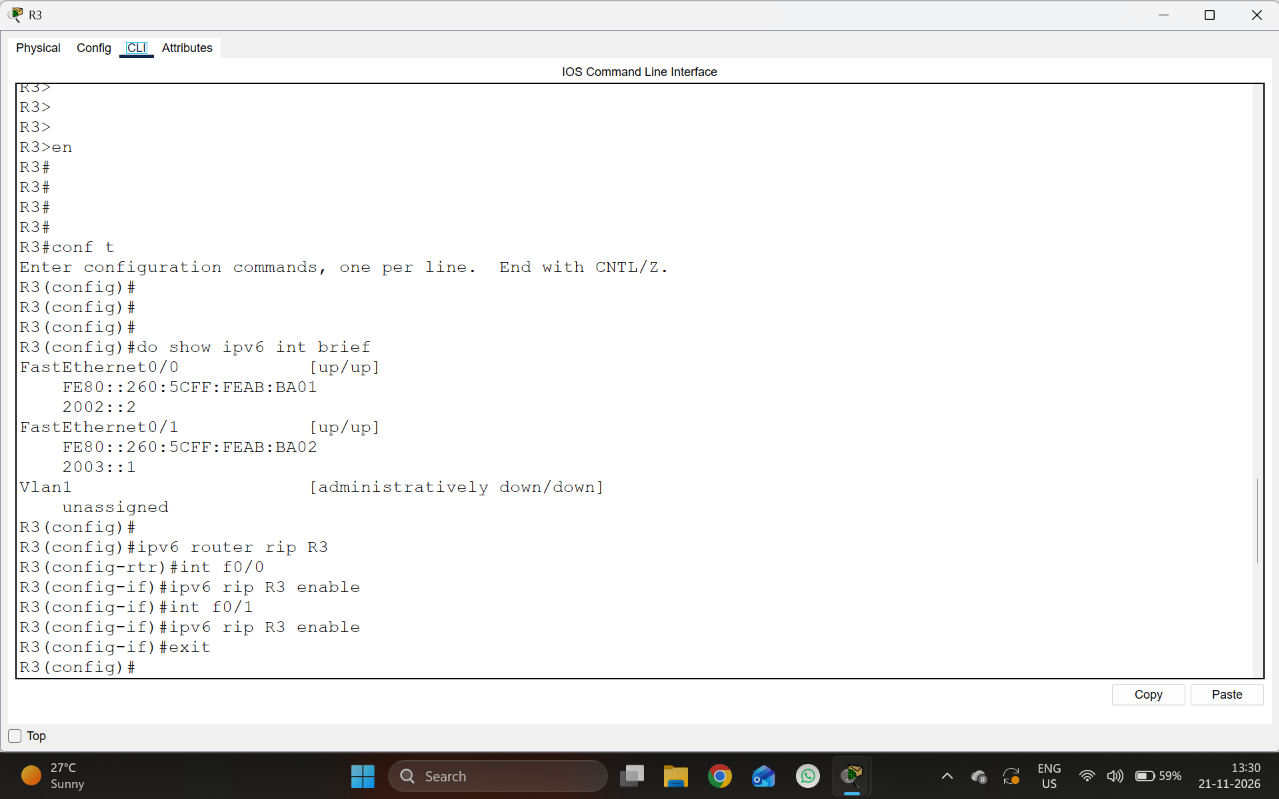 R3
Physical Config CLI Attributes
IOS Command Line Interface
R3>
R3>
R3>
R3>en
R3#
R3#
R3#
R3#
R3#conf t
Enter configuration commands, one per line.  End with CNTL/Z.
R3(config)#
R3(config)#
R3(config)#
R3(config)#do show ipv6 int brief
FastEthernet0/0 [up/up]
FE80::260:5CFF:FEAB:BA01
2002::2
FastEthernet0/1 [up/up]
FE80::260:5CFF:FEAB:BA02
2003::1
Vlan1 [administratively down/down]
unassigned
R3(config)#
R3(config)#ipv6 router rip R3
R3(config-rtr)#int f0/0
R3(config-if)#ipv6 rip R3 enable
R3(config-if)#int f0/1
R3(config-if)#ipv6 rip R3 enable
R3(config-if)#exit
R3(config)#
Copy Paste
Top
27°C
Sunny
Search
ENG
US
59%
13:30
21-11-2026